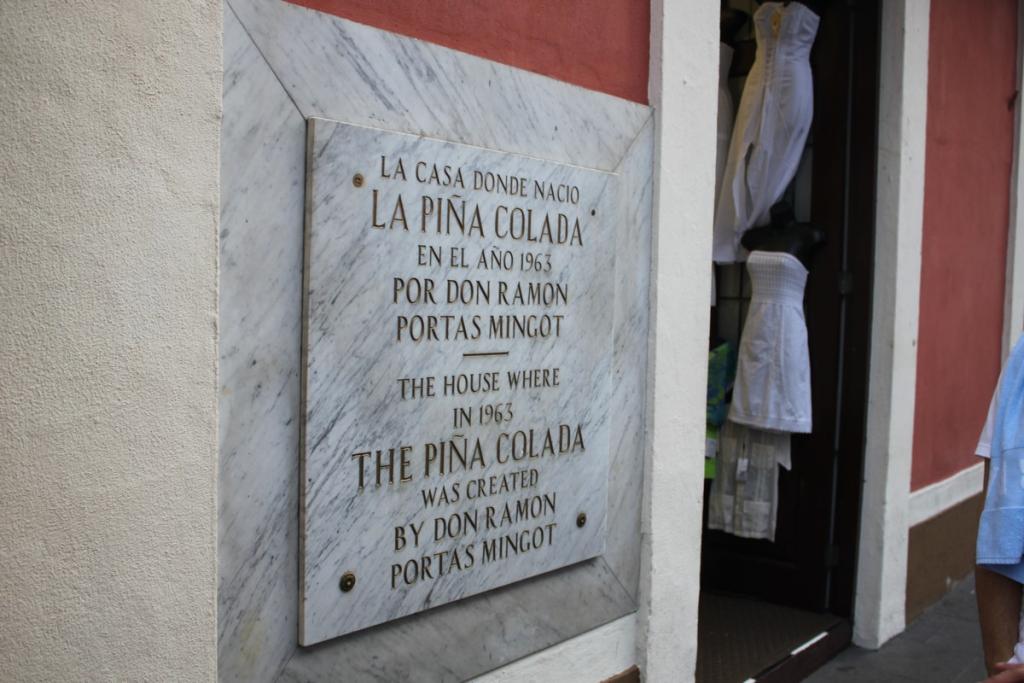 LA CASA DONDE NACIO
LA PIÑA COLADA
EN EL AÑO 1963
POR DON RAMON
PORTAS MINGOT
THE HOUSE WHERE
IN 1963
THE PIÑA COLADA
WAS CREATED
BY DON RAMON
PORTAS MINGOT